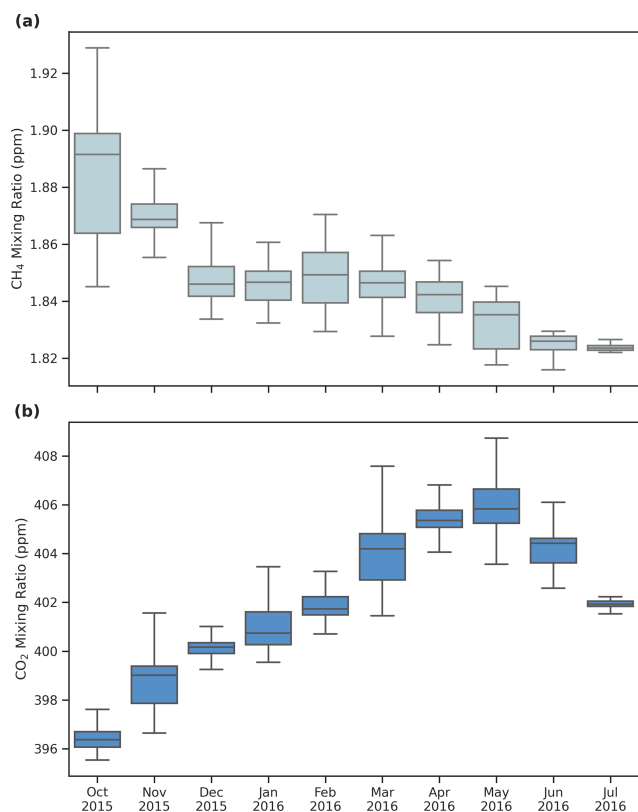 (a)
1.92
1.90
1.88
1.86
1.84
1.82
CH₄ Mixing Ratio (ppm)
(b)
408
406
404
402
400
398
396
CO₂ Mixing Ratio (ppm)
Oct Nov Dec Jan Feb Mar Apr May Jun Jul
2015 2015 2015 2016 2016 2016 2016 2016 2016 2016